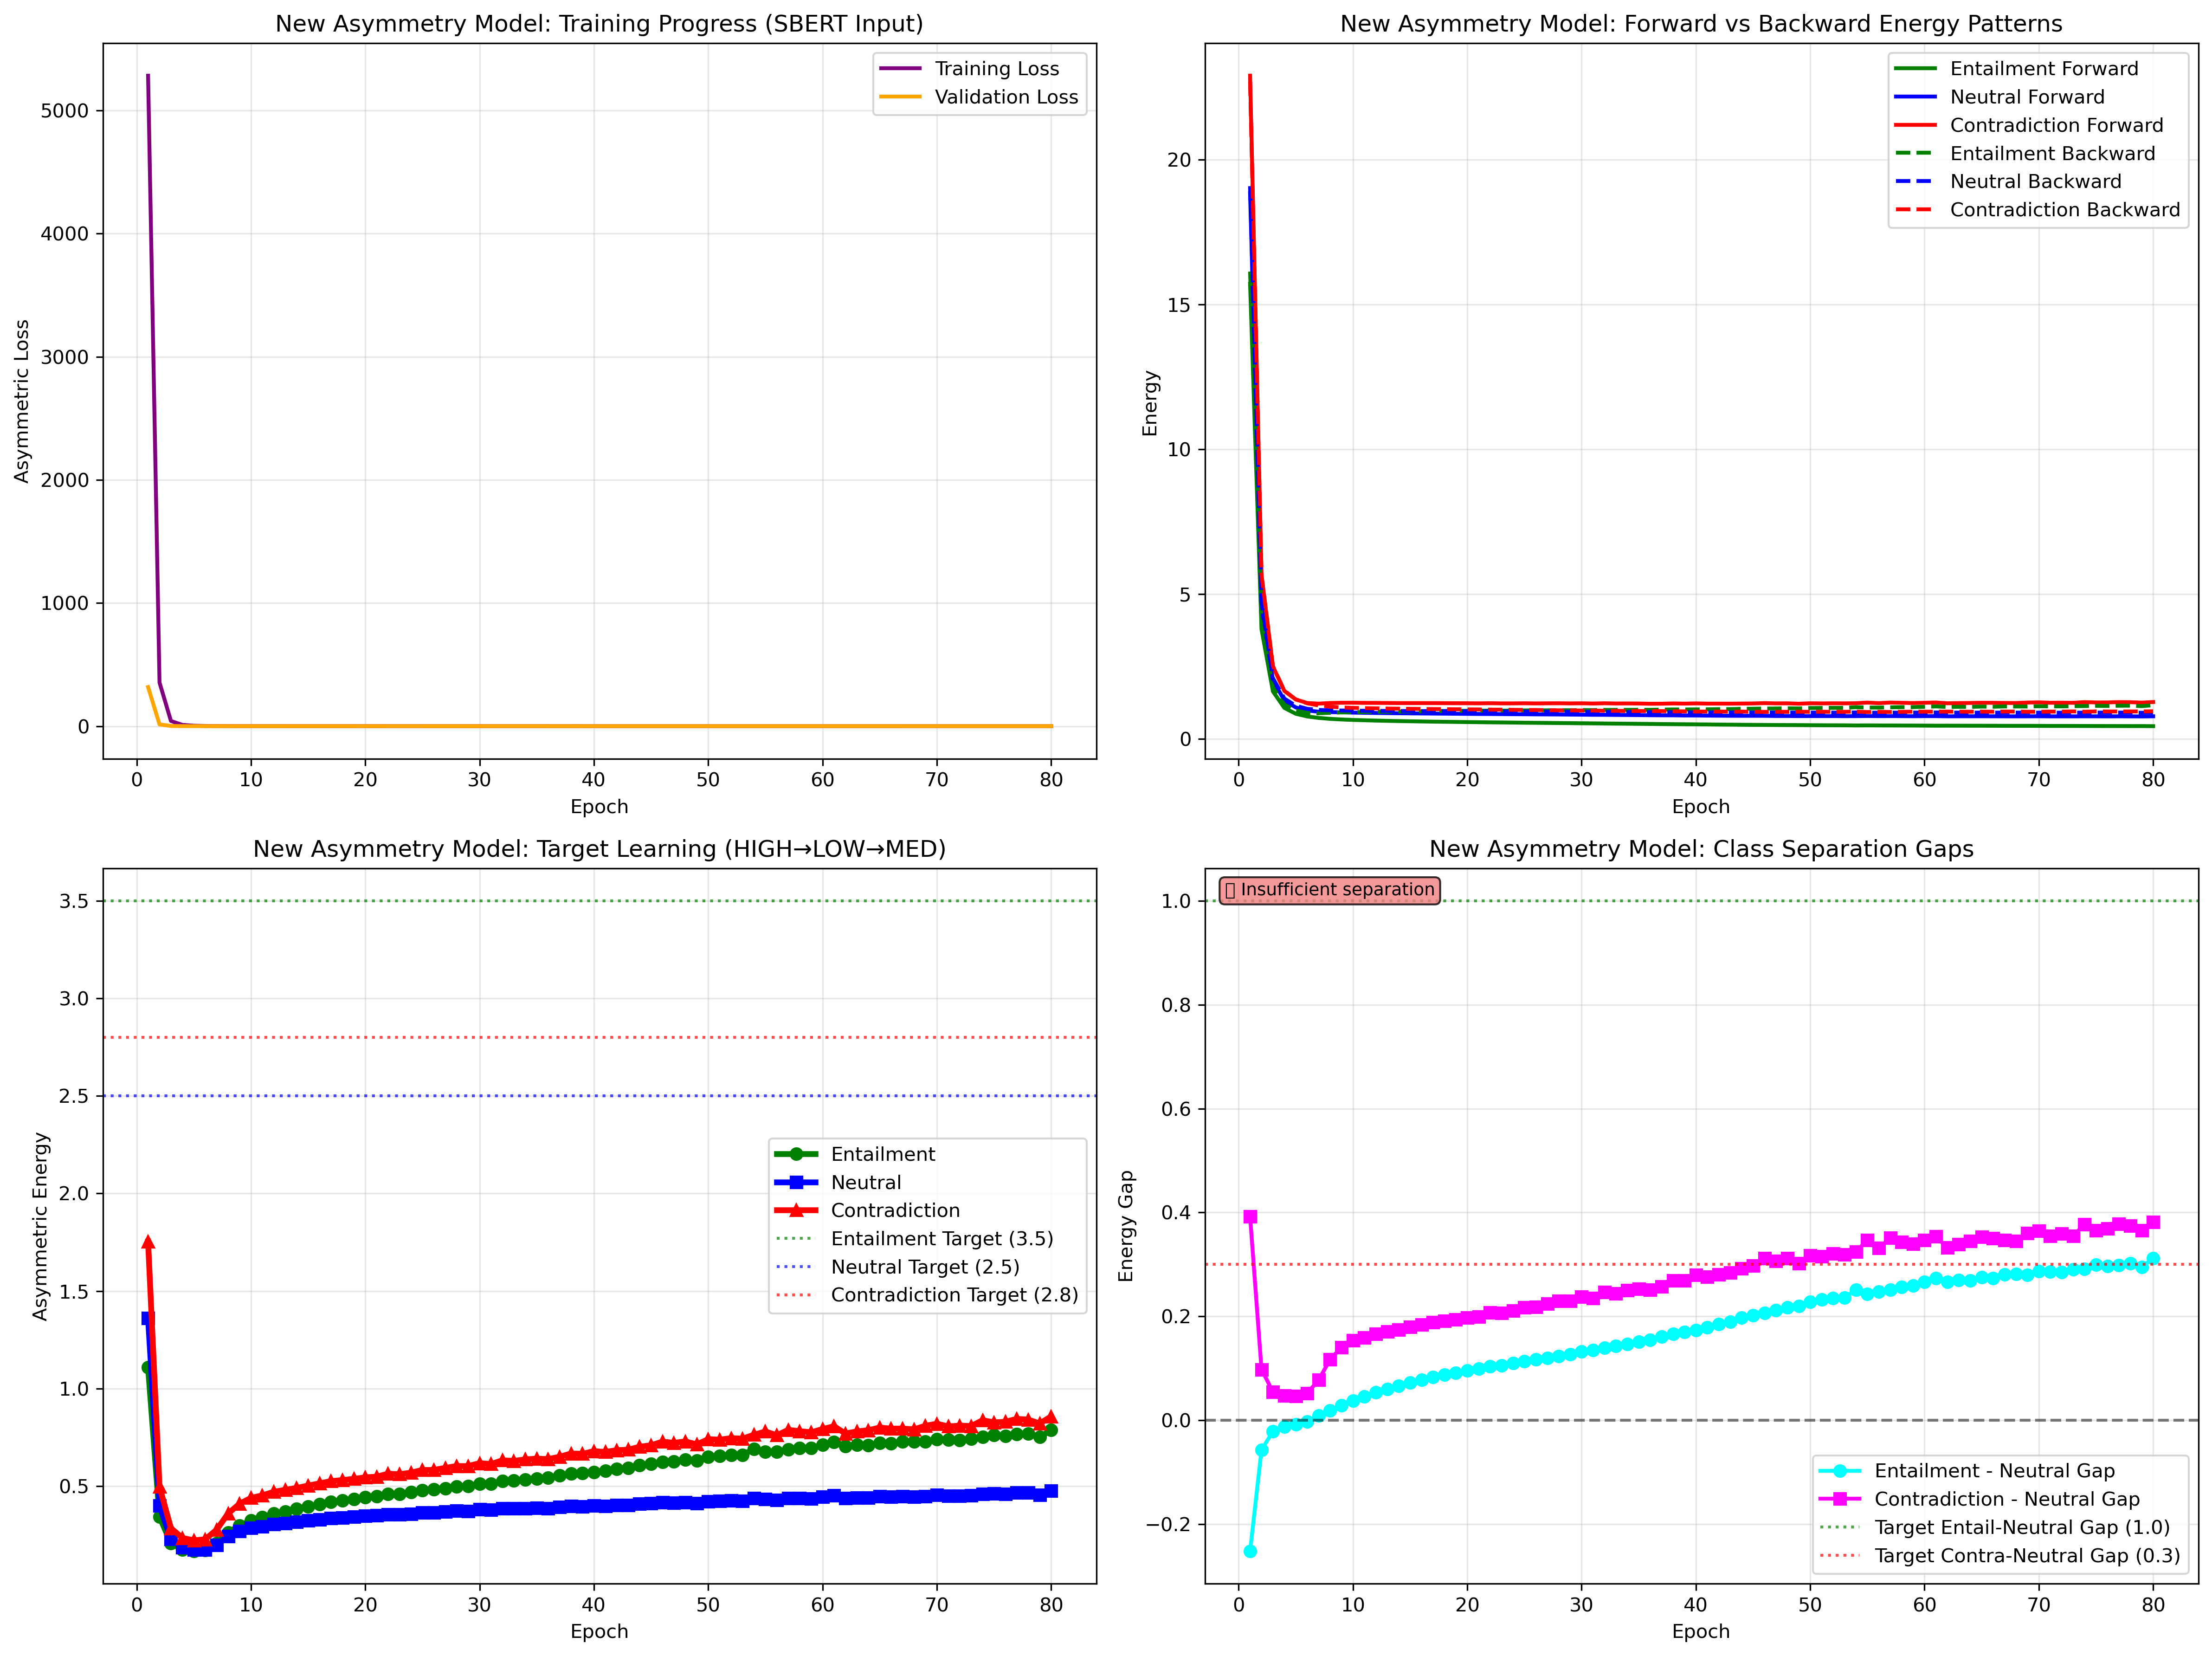 New Asymmetry Model: Training Progress (SBERT Input)
Training Loss
Validation Loss
5000
4000
3000
2000
1000
0
Asymmetric Loss
0 10 20 30 40 50 60 70 80
Epoch
New Asymmetry Model: Forward vs Backward Energy Patterns
Entailment Forward
Neutral Forward
Contradiction Forward
Entailment Backward
Neutral Backward
Contradiction Backward
20
15
10
5
0
Energy
0 10 20 30 40 50 60 70 80
Epoch
New Asymmetry Model: Target Learning (HIGH→LOW→MED)
3.5
3.0
2.5
2.0
1.5
1.0
0.5
Asymmetric Energy
Entailment
Neutral
Contradiction
Entailment Target (3.5)
Neutral Target (2.5)
Contradiction Target (2.8)
0 10 20 30 40 50 60 70 80
Epoch
New Asymmetry Model: Class Separation Gaps
Insufficient separation
1.0
0.8
0.6
0.4
0.2
0.0
−0.2
Energy Gap
Entailment - Neutral Gap
Contradiction - Neutral Gap
Target Entail-Neutral Gap (1.0)
Target Contra-Neutral Gap (0.3)
0 10 20 30 40 50 60 70 80
Epoch